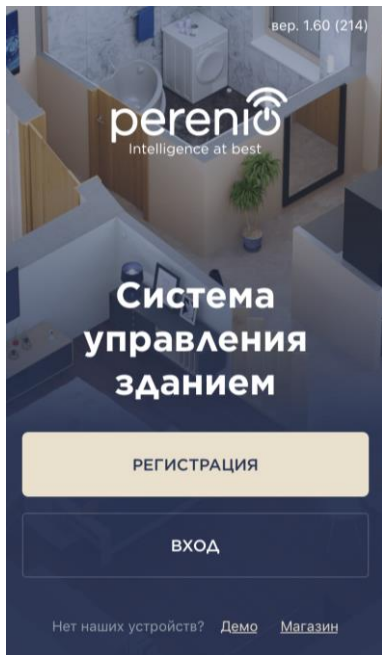 вер. 1.60 (214)
perenio
Intelligence at best
Система
управления
зданием
РЕГИСТРАЦИЯ
ВХОД
Нет наших устройств? Демо Магазин